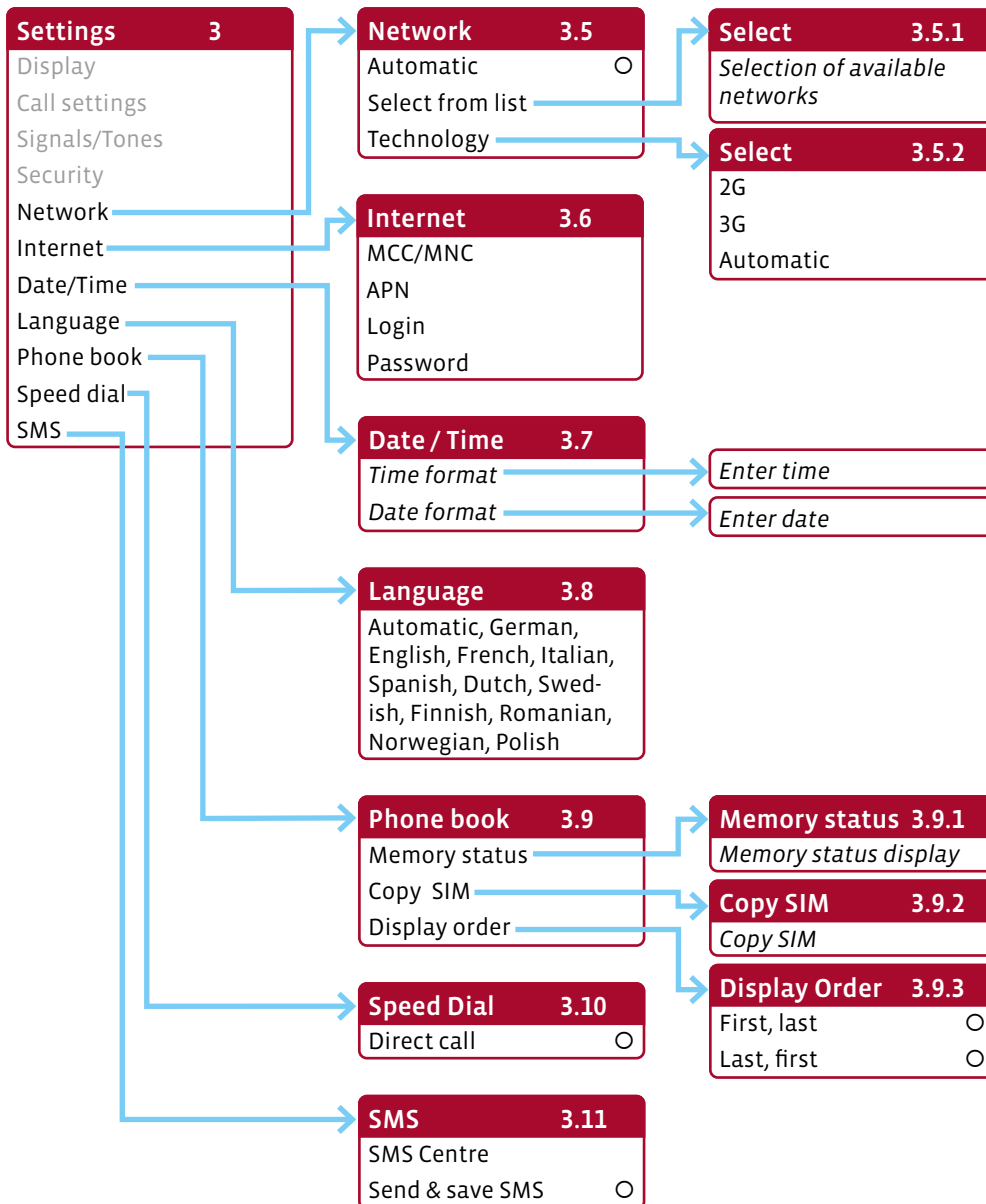 Settings 3
Display
Call settings
Signals/Tones
Security
Network
Internet
Date/Time
Language
Phone book
Speed dial
SMS
Network 3.5
Automatic
Select from list
Technology
Select 3.5.1
Selection of available
networks
Select 3.5.2
2G
3G
Automatic
Internet 3.6
MCC/MNC
APN
Login
Password
Date / Time 3.7
Time format
Date format
Enter time
Enter date
Language 3.8
Automatic, German,
English, French, Italian,
Spanish, Dutch, Swed-
ish, Finnish, Romanian,
Norwegian, Polish
Phone book 3.9
Memory status
Copy SIM
Display order
Memory status 3.9.1
Memory status display
Copy SIM 3.9.2
Copy SIM
Display Order 3.9.3
First, last
Last, first
Speed Dial 3.10
Direct call
SMS 3.11
SMS Centre
Send & save SMS